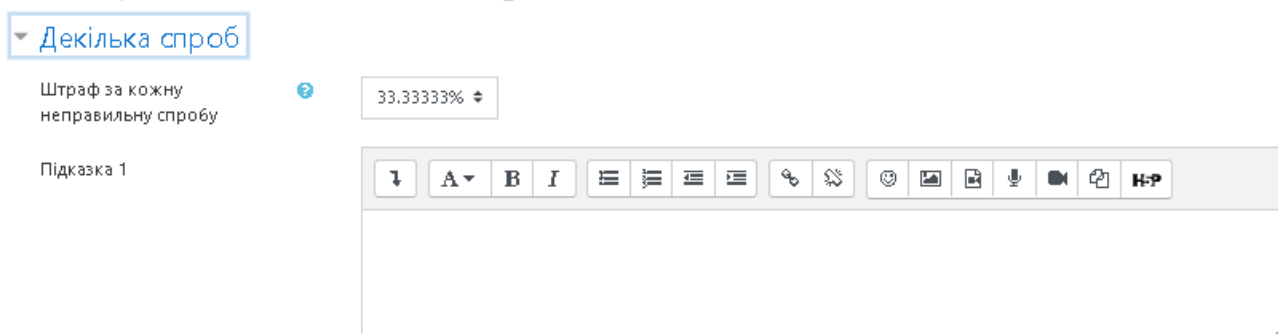 Декілька спроб
Штраф за кожну
неправильну спробу
33.33333%
Підказка 1
A B I H-P